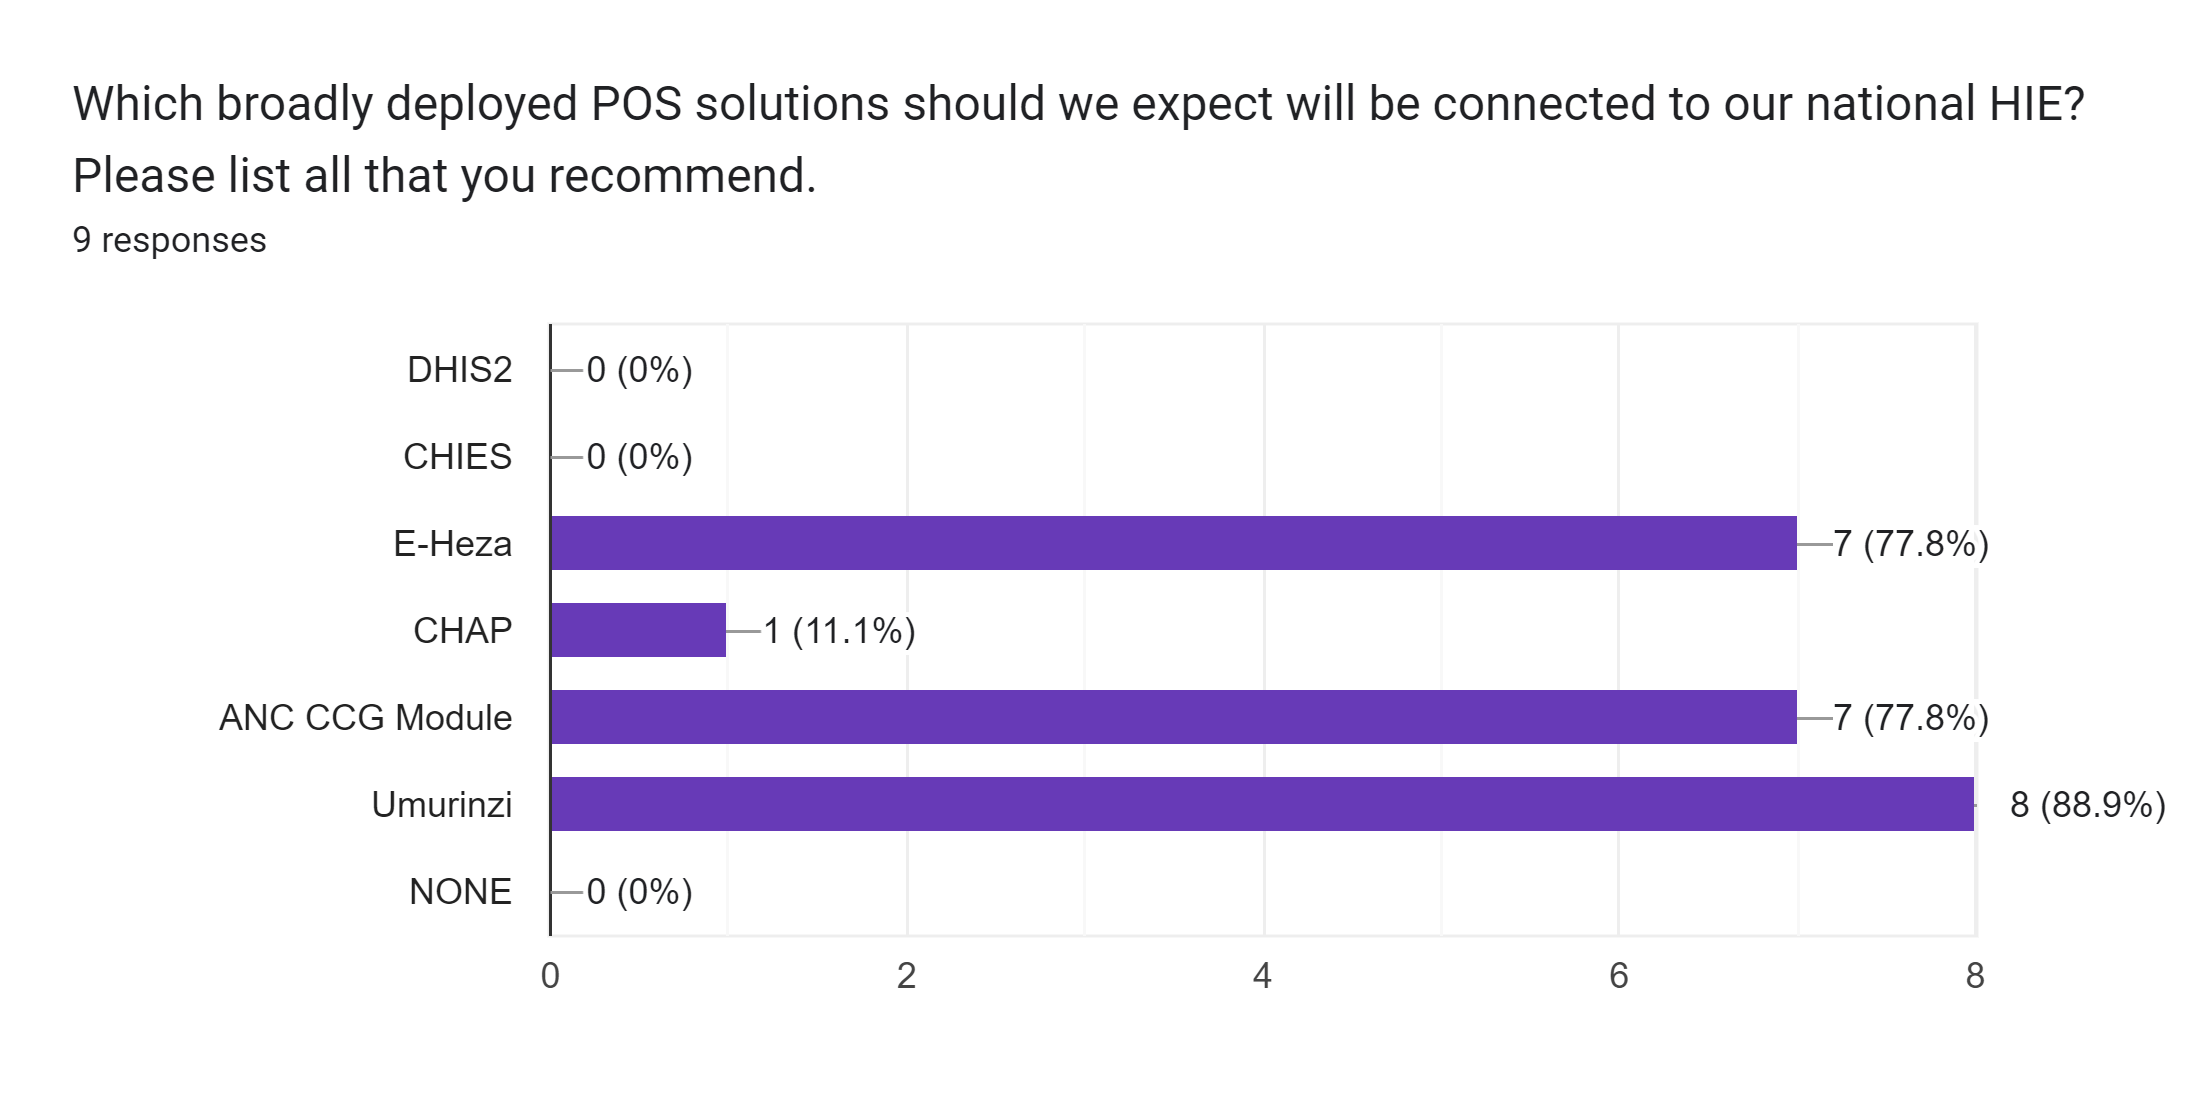 Which broadly deployed POS solutions should we expect will be connected to our national HIE?
Please list all that you recommend.
9 responses
DHIS2 0 (0%)
CHIES 0 (0%)
E-Heza 7 (77.8%)
CHAP 1 (11.1%)
ANC CCG Module 7 (77.8%)
Umurinzi 8 (88.9%)
NONE 0 (0%)
0 2 4 6 8